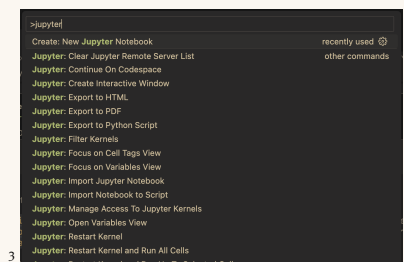 >jupyter
Create: New Jupyter Notebook recently used
Jupyter: Clear Jupyter Remote Server List other commands
Jupyter: Continue On Codespace
Jupyter: Create Interactive Window
Jupyter: Export to HTML
Jupyter: Export to PDF
Jupyter: Export to Python Script
Jupyter: Filter Kernels
Jupyter: Focus on Cell Tags View
Jupyter: Focus on Variables View
Jupyter: Import Jupyter Notebook
Jupyter: Import Notebook to Script
Jupyter: Manage Access To Jupyter Kernels
Jupyter: Open Variables View
Jupyter: Restart Kernel
3 Jupyter: Restart Kernel and Run All Cells